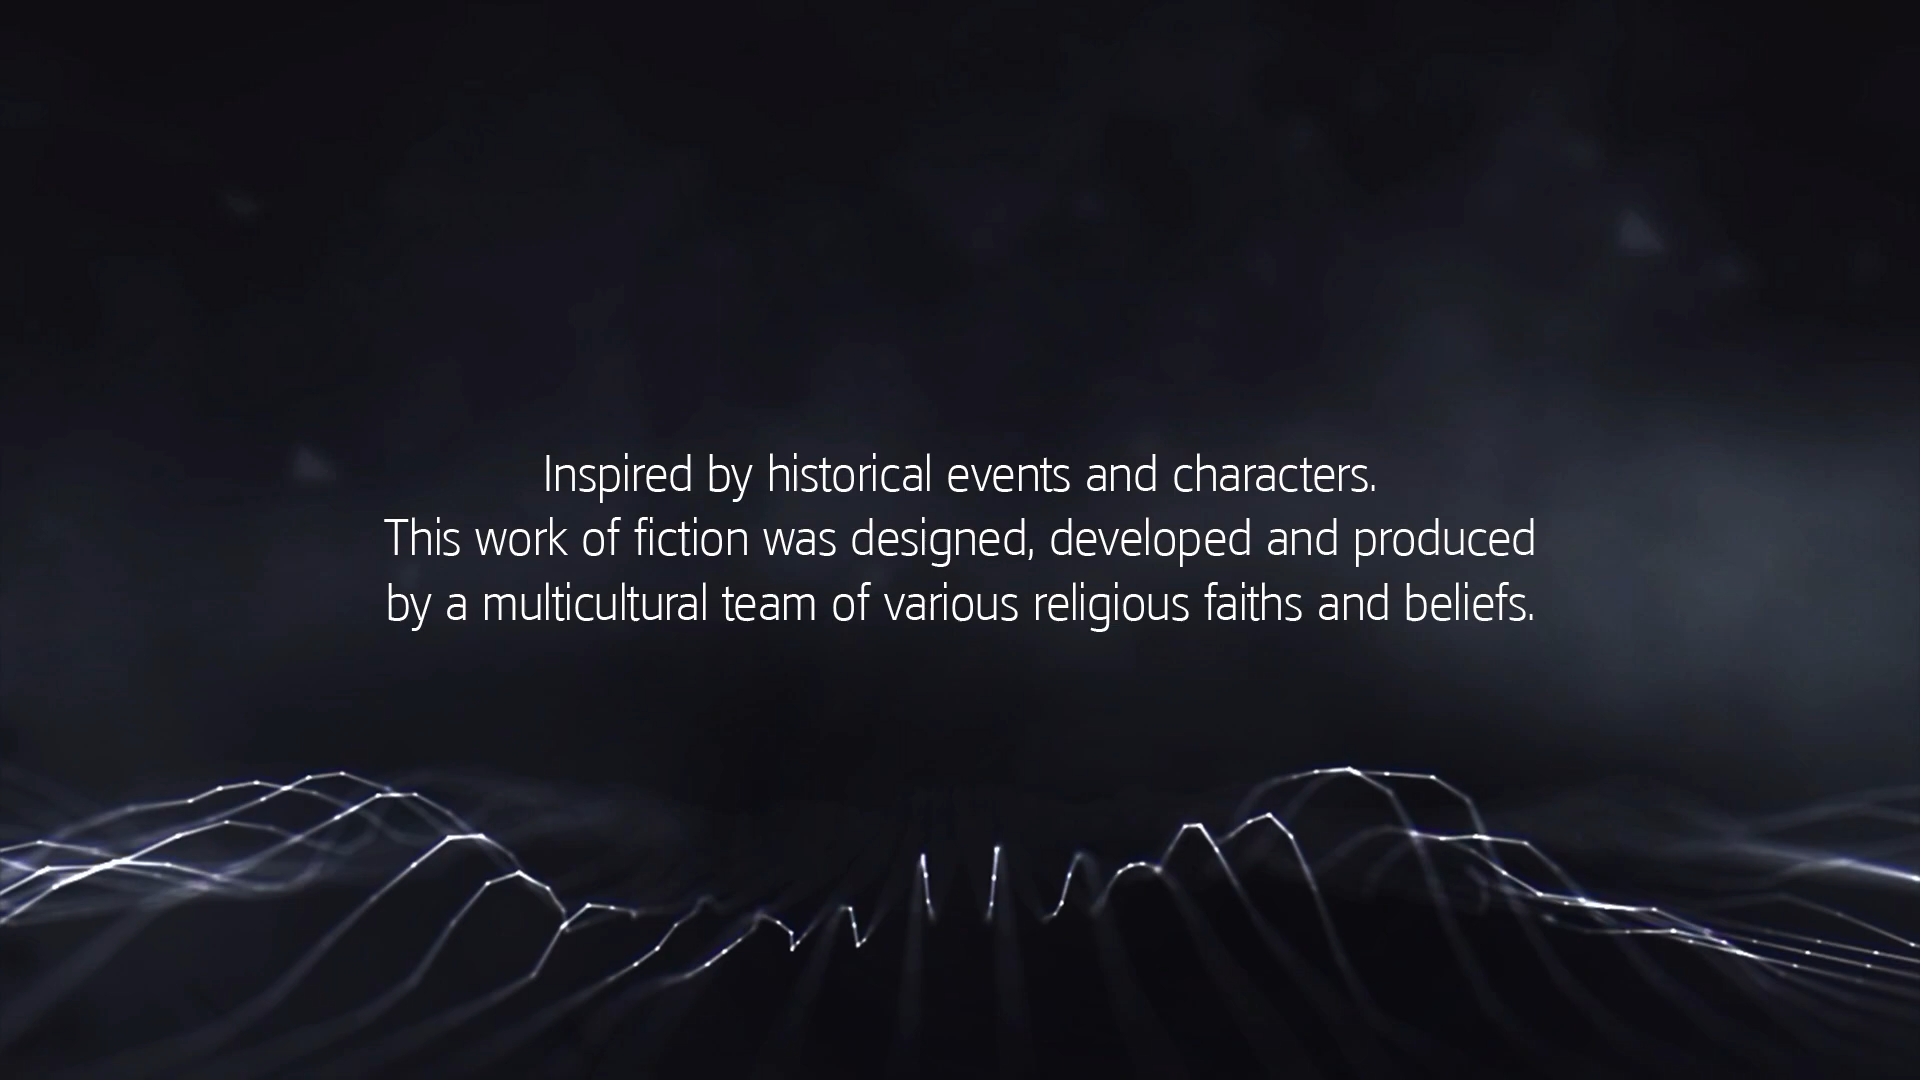 Inspired by historical events and characters.
This work of fiction was designed, developed and produced
by a multicultural team of various religious faiths and beliefs.